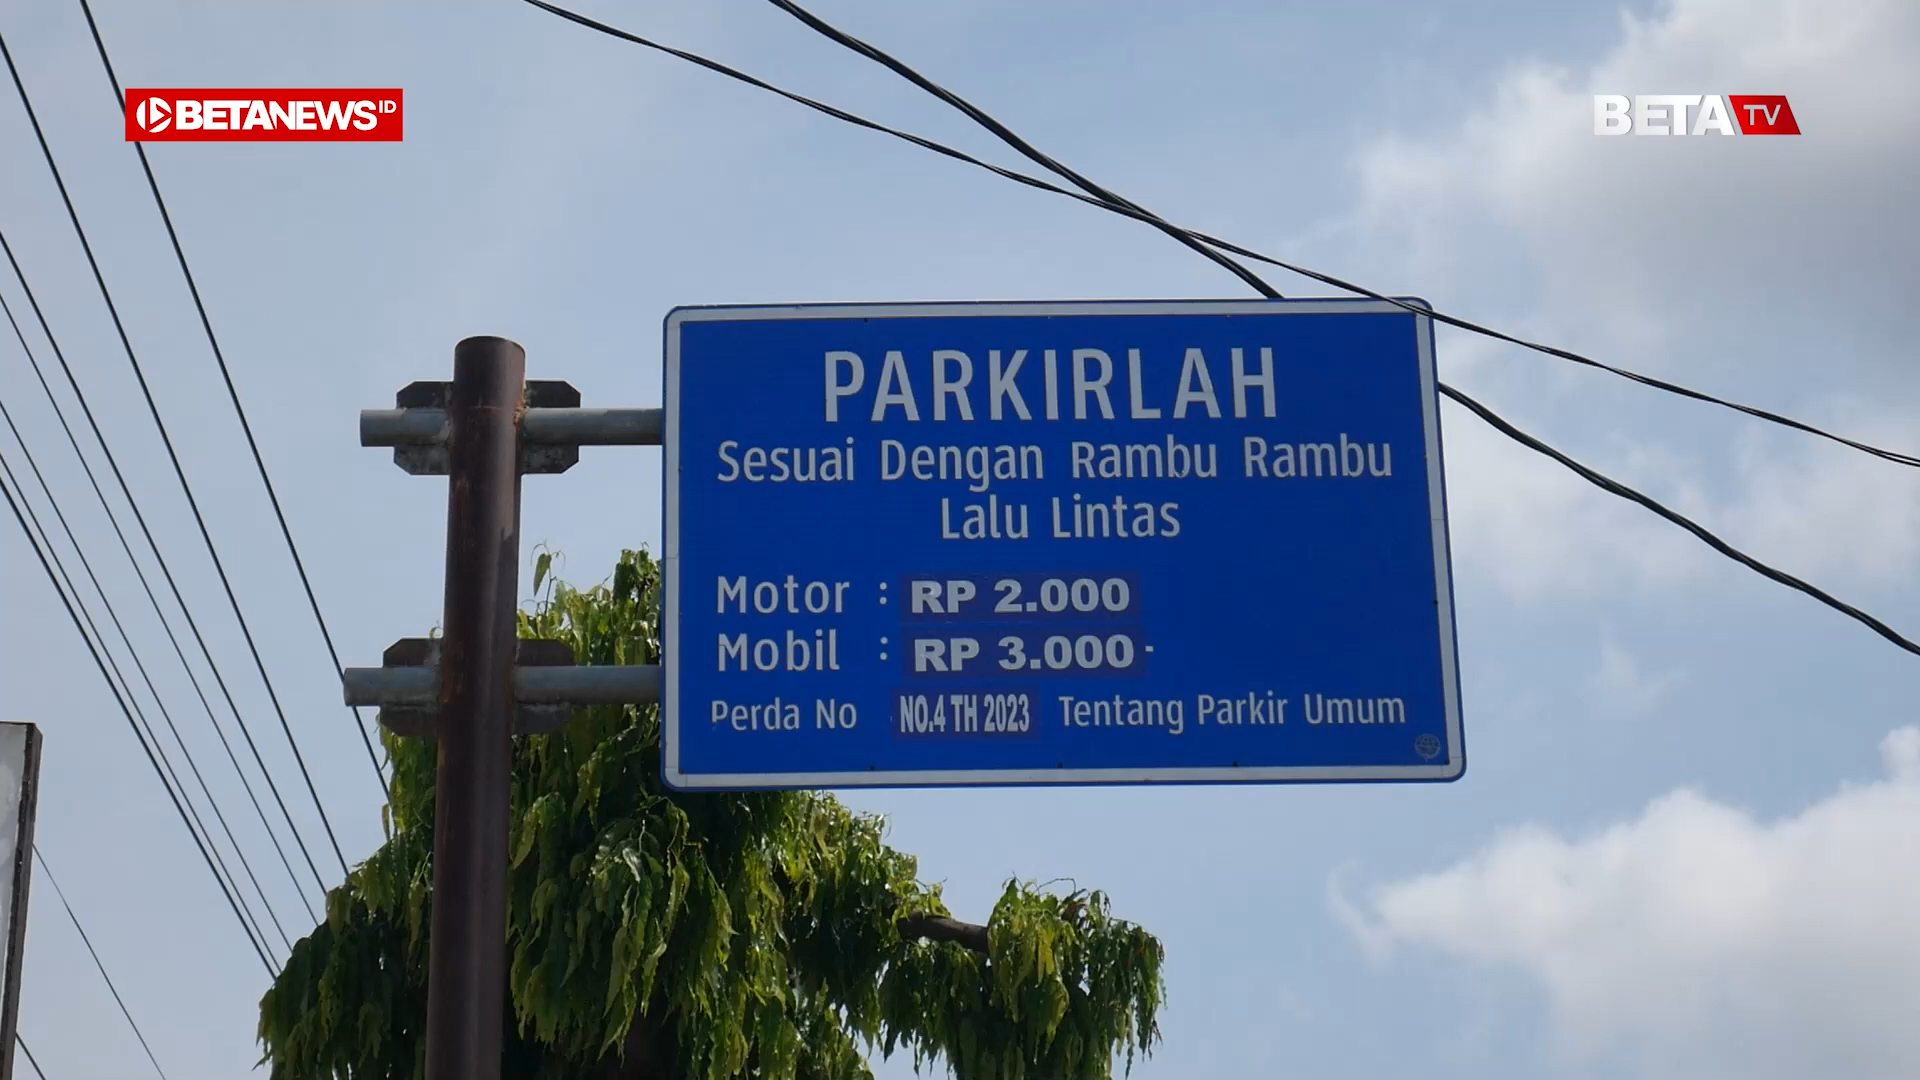 BETANEWS ID
BETA TV
PARKIRLAH
Sesuai Dengan Rambu Rambu
Lalu Lintas
Motor : RP 2.000
Mobil : RP 3.000 -
Perda No NO.4 TH 2023 Tentang Parkir Umum